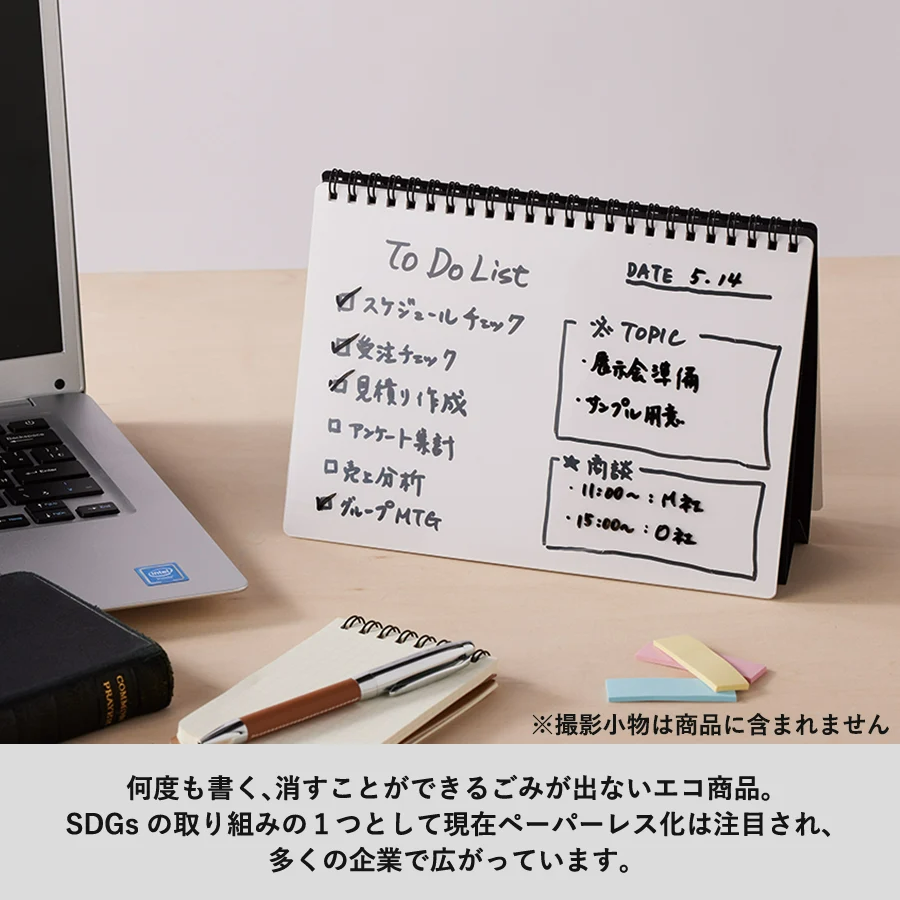 To Do List
DATE 5.14
☑スケジュールチェック
☑受注チェック
☑見積り作成
□アンケート集計
□売上分析
☑グループMTG
※TOPIC
・展示会準備
・サンプル用意
★商談
・11:00〜:M社
・15:00〜:O社
intel
COMMON
PRAYER
※撮影小物は商品に含まれません
何度も書く、消すことができるごみが出ないエコ商品。
SDGs の取り組みの1つとして現在ペーパーレス化は注目され、
多くの企業で広がっています。